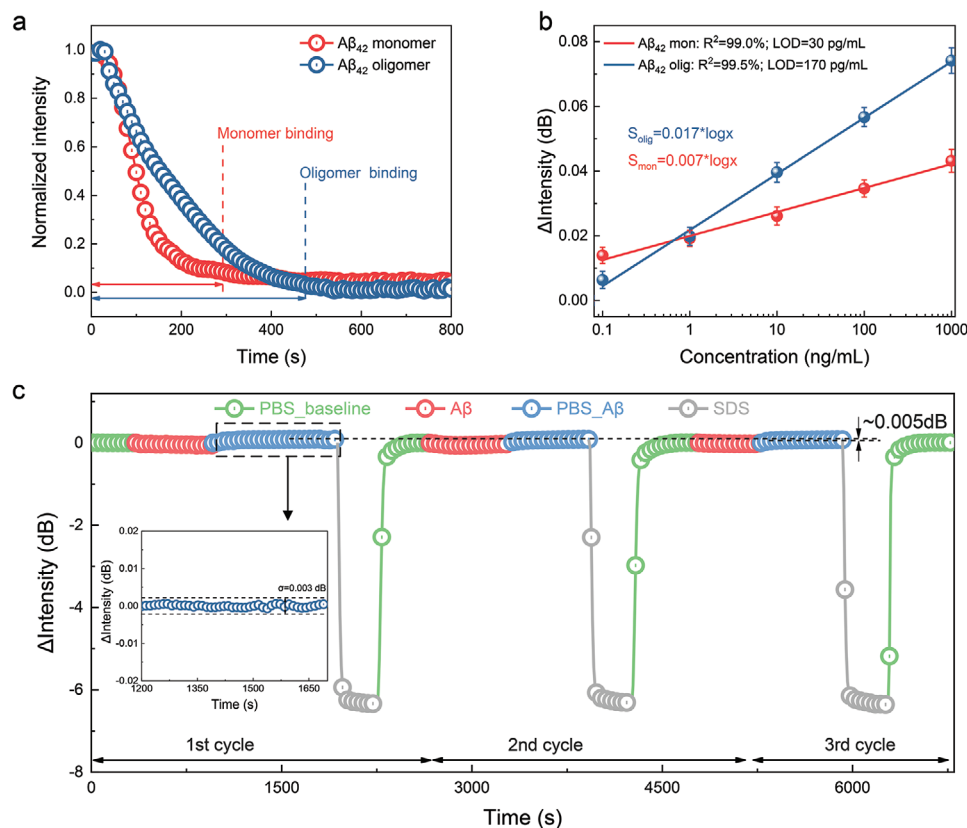 a
Normalized intensity
1.0
0.8
0.6
0.4
0.2
0.0
Aβ42 monomer
Aβ42 oligomer
Monomer binding
Oligomer binding
0
200
400
600
800
Time (s)
b
ΔIntensity (dB)
0.08
0.06
0.04
0.02
0.00
Aβ42 mon: R²=99.0%; LOD=30 pg/mL
Aβ42 olig: R²=99.5%; LOD=170 pg/mL
Solig=0.017*logx
Smon=0.007*logx
0.1
1
10
100
1000
Concentration (ng/mL)
c
PBS_baseline
Aβ
PBS_Aβ
SDS
~0.005dB
ΔIntensity (dB)
0
-2
-4
-6
-8
ΔIntensity (dB)
0.02
0.01
0.00
-0.01
-0.02
σ=0.003 dB
1200
1350
1500
1650
Time (s)
1st cycle
2nd cycle
3rd cycle
0
1500
3000
4500
6000
Time (s)